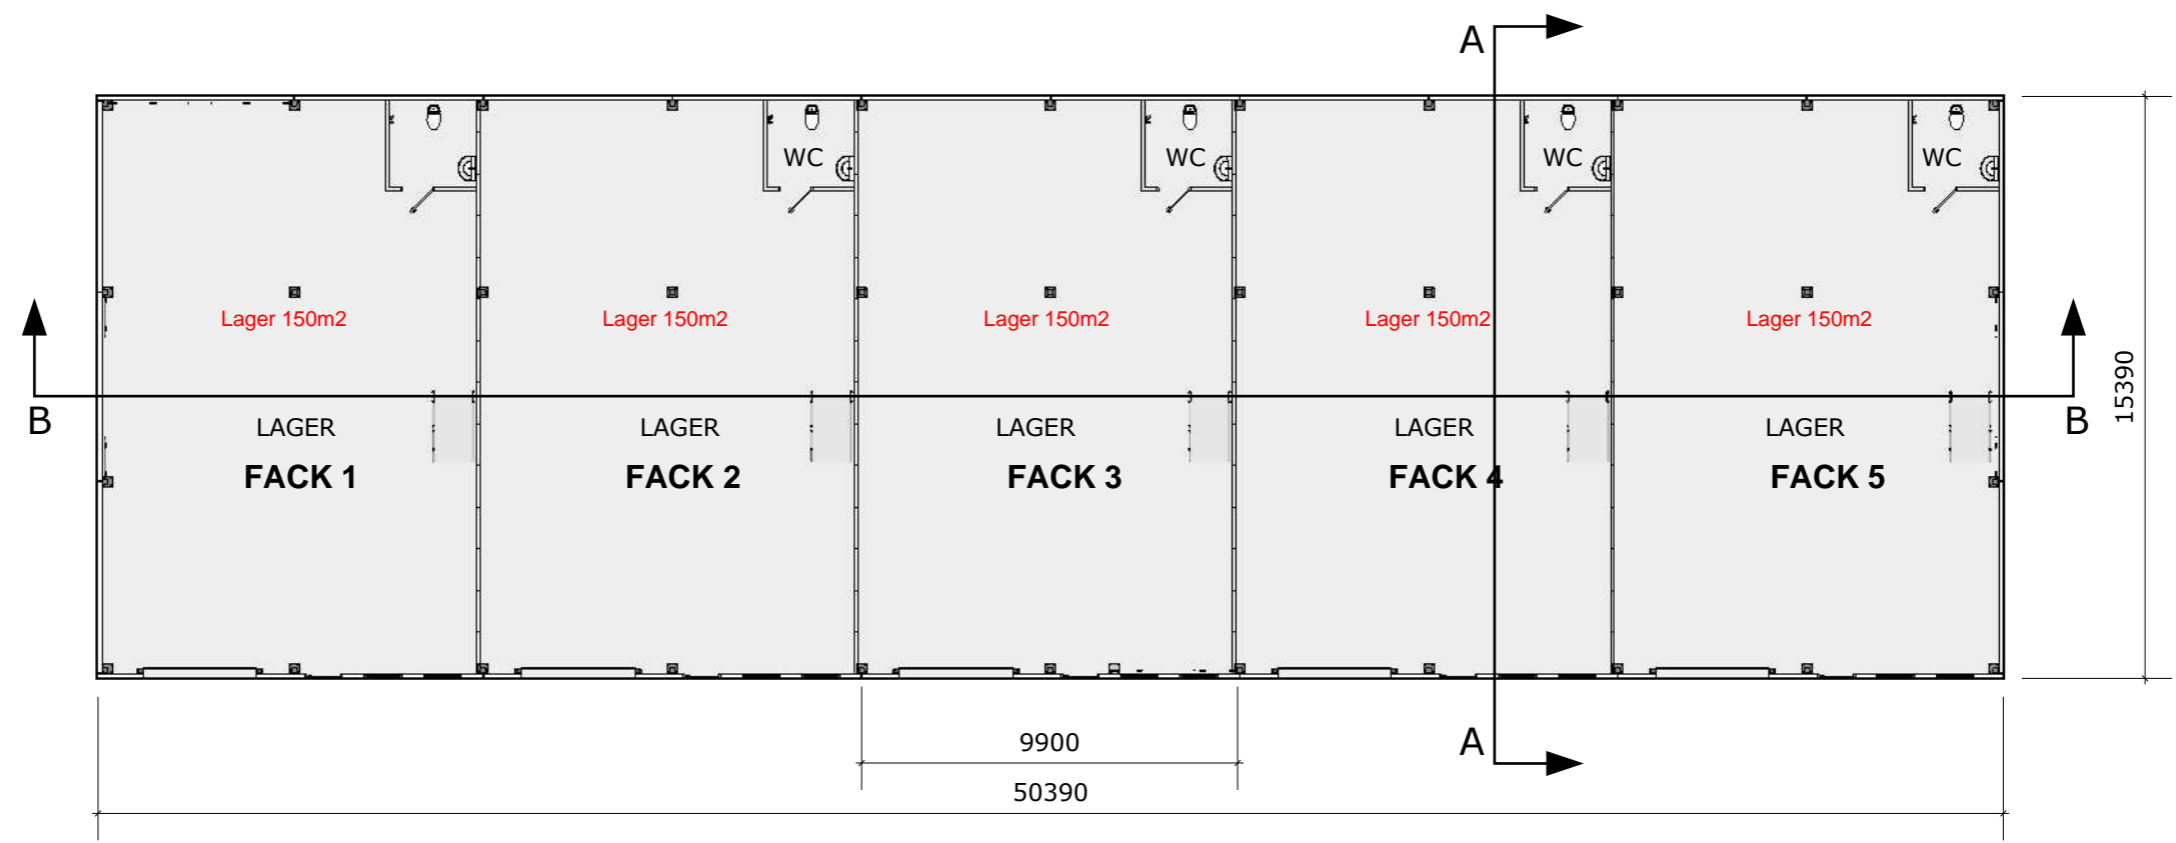 A
WC
WC
WC
WC
Lager 150m2
Lager 150m2
Lager 150m2
Lager 150m2
Lager 150m2
15390
B
B
LAGER
LAGER
LAGER
LAGER
LAGER
FACK 1
FACK 2
FACK 3
FACK 4
FACK 5
A
9900
50390